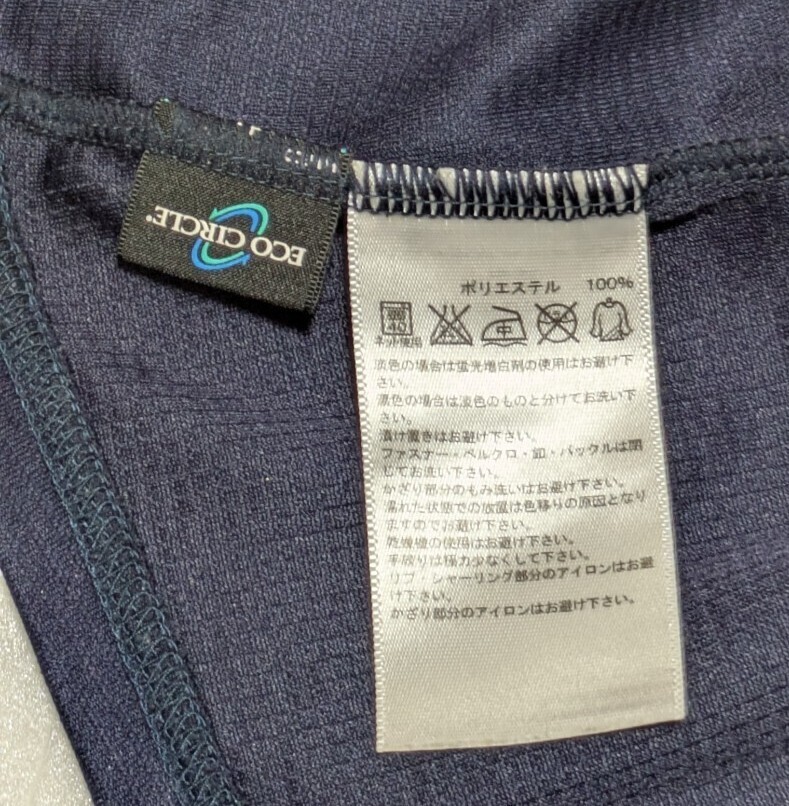 ECO CIRCLE®
ポリエステル 100%
40
ネット使用
中
淡色の場合は蛍光増白剤の使用はお避け下
さい。
濃色の場合は淡色のものと分けてお洗い下
さい。
漬け置きはお避け下さい。
ファスナー・ベルクロ・釦・バックルは閉
じてお洗い下さい。
かざり部分のもみ洗いはお避け下さい。
濡れた状態での放置は色移りの原因となり
ますのでお避け下さい。
乾燥機の使用はお避け下さい。
手絞りは極力少なくして下さい。
リブ・シャーリング部分のアイロンはお避
け下さい。
かざり部分のアイロンはお避け下さい。